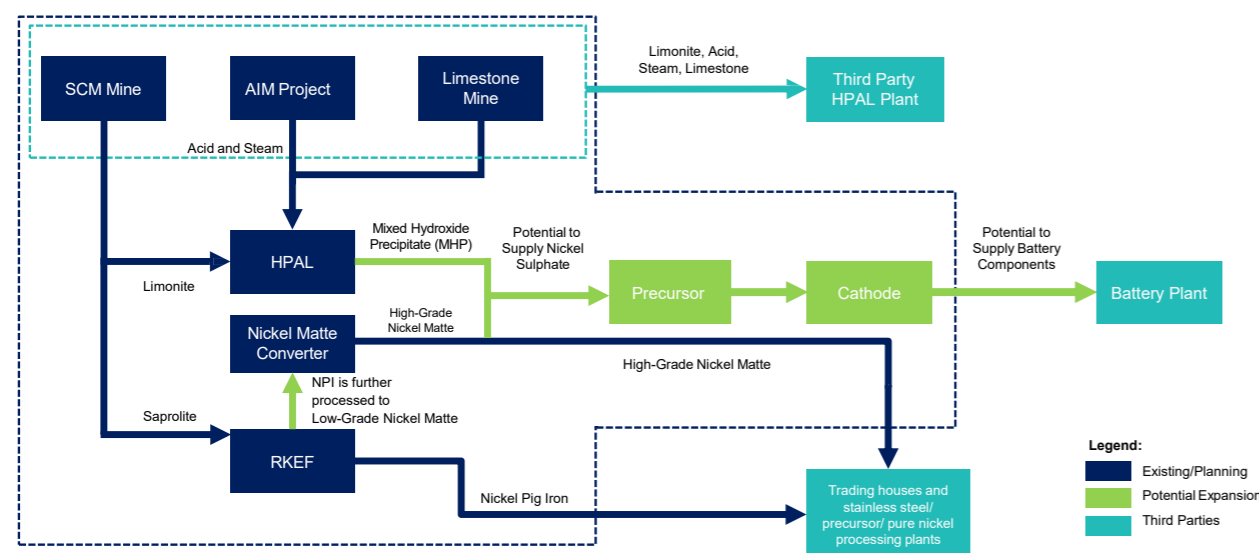 SCM Mine
AIM Project
Limestone
Mine
Limonite, Acid,
Steam, Limestone
Third Party
HPAL Plant
Acid and Steam
HPAL
Limonite
Mixed Hydroxide
Precipitate (MHP)
Potential to
Supply Nickel
Sulphate
Precursor
Cathode
Potential to
Supply Battery
Components
Battery Plant
Nickel Matte
Converter
High-Grade
Nickel Matte
High-Grade Nickel Matte
NPI is further
processed to
Low-Grade Nickel Matte
Saprolite
RKEF
Nickel Pig Iron
Trading houses and
stainless steel/
precursor/ pure nickel
processing plants
Legend:
Existing/Planning
Potential Expansion
Third Parties